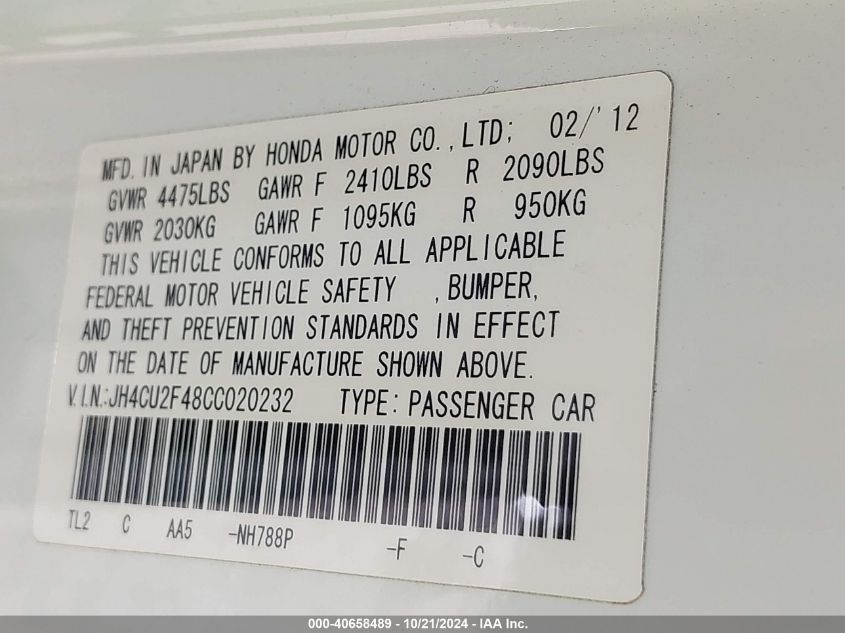 MFD. IN JAPAN BY HONDA MOTOR CO., LTD; 02/'12
GVWR 4475LBS GAWR F 2410LBS R 2090LBS
GVWR 2030KG GAWR F 1095KG R 950KG
THIS VEHICLE CONFORMS TO ALL APPLICABLE
FEDERAL MOTOR VEHICLE SAFETY , BUMPER,
AND THEFT PREVENTION STANDARDS IN EFFECT
ON THE DATE OF MANUFACTURE SHOWN ABOVE.
V.I.N.:JH4CU2F48CC020232 TYPE: PASSENGER CAR
TL2 C AA5 -NH788P -F -C
000-40658489 - 10/21/2024 - IAA Inc.